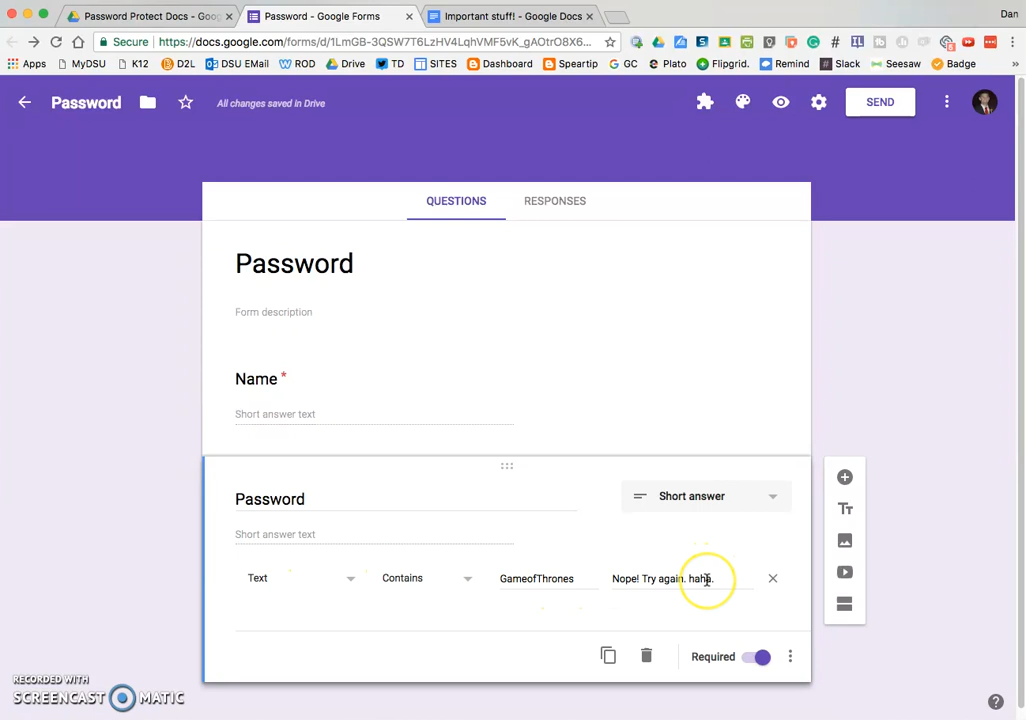 Password Protect Docs - Goog
Password - Google Forms
Important stuff! - Google Docs
Dan
Secure
https://docs.google.com/forms/d/1LmGB-3QSW7T6LzHV4LqhVMF5vK_gAOtrO8X6...
Apps
MyDSU
K12
D2L
DSU EMail
ROD
Drive
TD
SITES
Dashboard
Speartip
GC
Plato
Flipgrid.
Remind
Slack
Seesaw
Badge
Password
All changes saved in Drive
SEND
QUESTIONS
RESPONSES
Password
Form description
Name *
Short answer text
Password
Short answer
Short answer text
Text
Contains
GameofThrones
Nope! Try again. haha.
Required
RECORDED WITH
SCREENCAST MATIC